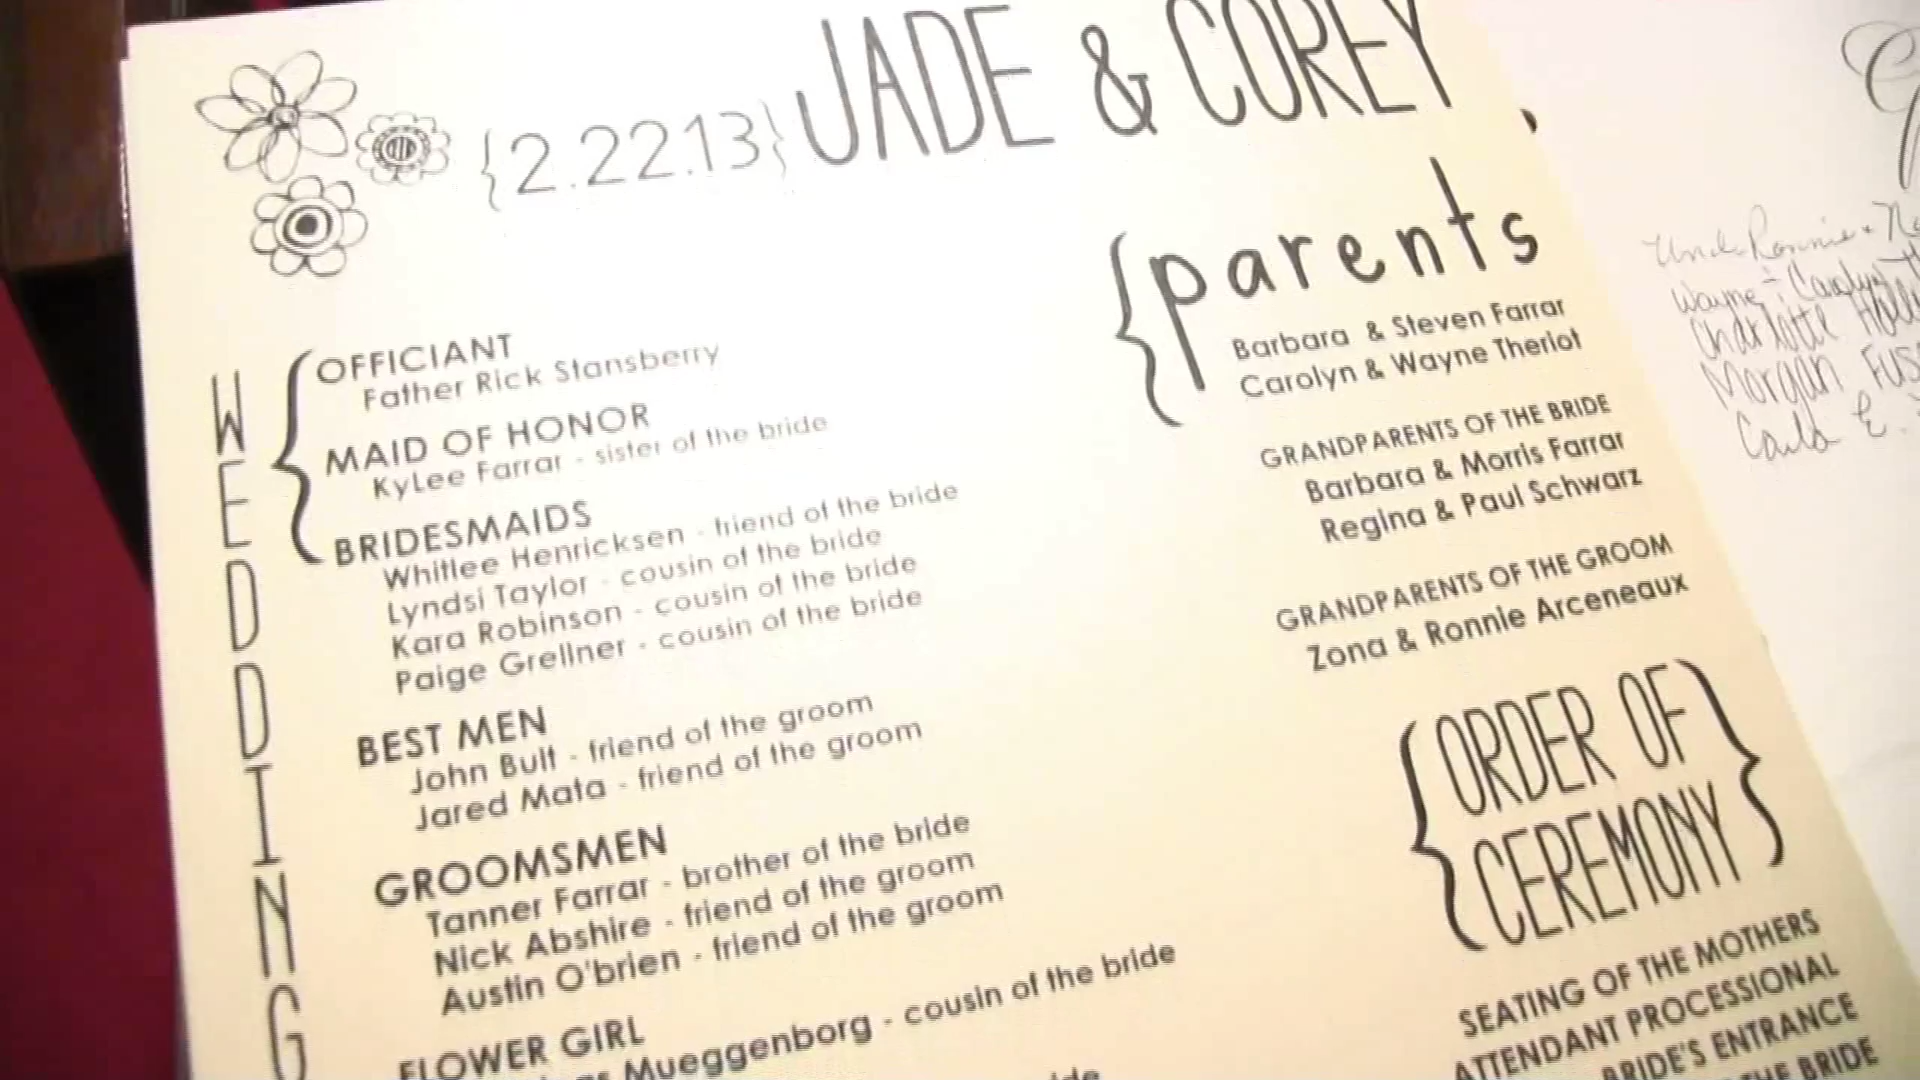 {2.22.13} JADE & COREY
WEDDING
OFFICIANT
Father Rick Stansberry
MAID OF HONOR
KyLee Farrar - sister of the bride
BRIDESMAIDS
Whitlee Henricksen - friend of the bride
Lyndsi Taylor - cousin of the bride
Kara Robinson - cousin of the bride
Paige Grellner - cousin of the bride
BEST MEN
John Bult - friend of the groom
Jared Mata - friend of the groom
GROOMSMEN
Tanner Farrar - brother of the bride
Nick Abshire - friend of the groom
Austin O'brien - friend of the groom
FLOWER GIRL
Mueggenborg - cousin of the bride
{parents
Barbara & Steven Farrar
Carolyn & Wayne Theriot
GRANDPARENTS OF THE BRIDE
Barbara & Morris Farrar
Regina & Paul Schwarz
GRANDPARENTS OF THE GROOM
Zona & Ronnie Arceneaux
{ORDER OF
CEREMONY}
SEATING OF THE MOTHERS
ATTENDANT PROCESSIONAL
BRIDE'S ENTRANCE
THE BRIDE
Uncle Ronnie
Wayne + Carolyn
Charlotte
Morgan